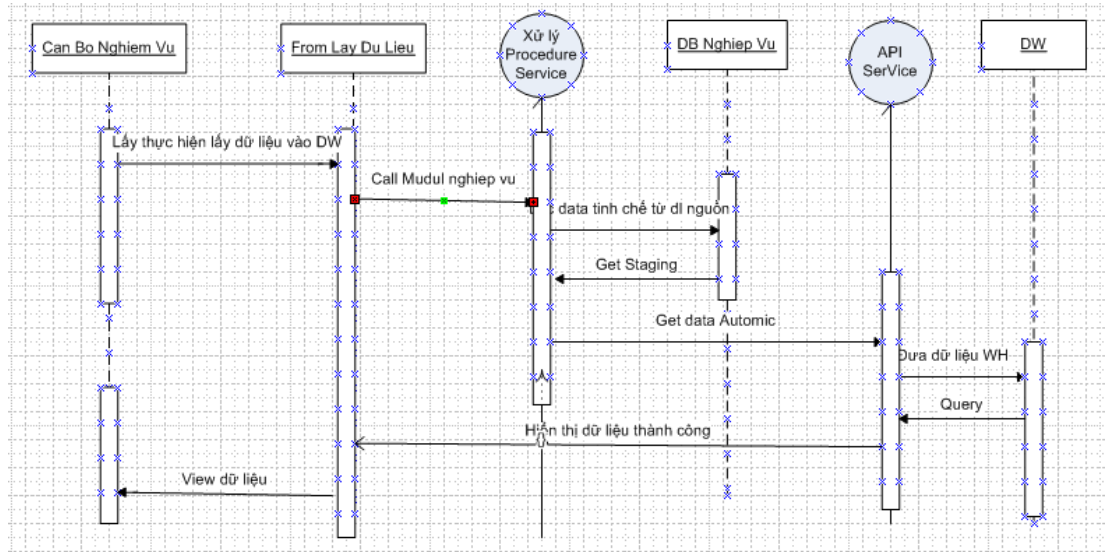 Can Bo Nghiem Vu
From Lay Du Lieu
Xử lý
Procedure
Service
DB Nghiep Vu
API
SerVice
DW
Lấy thực hiện lấy dữ liệu vào DW
Call Mudul nghiep vu
data tinh chế từ dl nguồn
Get Staging
Get data Automic
Đưa dữ liệu WH
Query
Hiển thị dữ liệu thành công
View dữ liệu